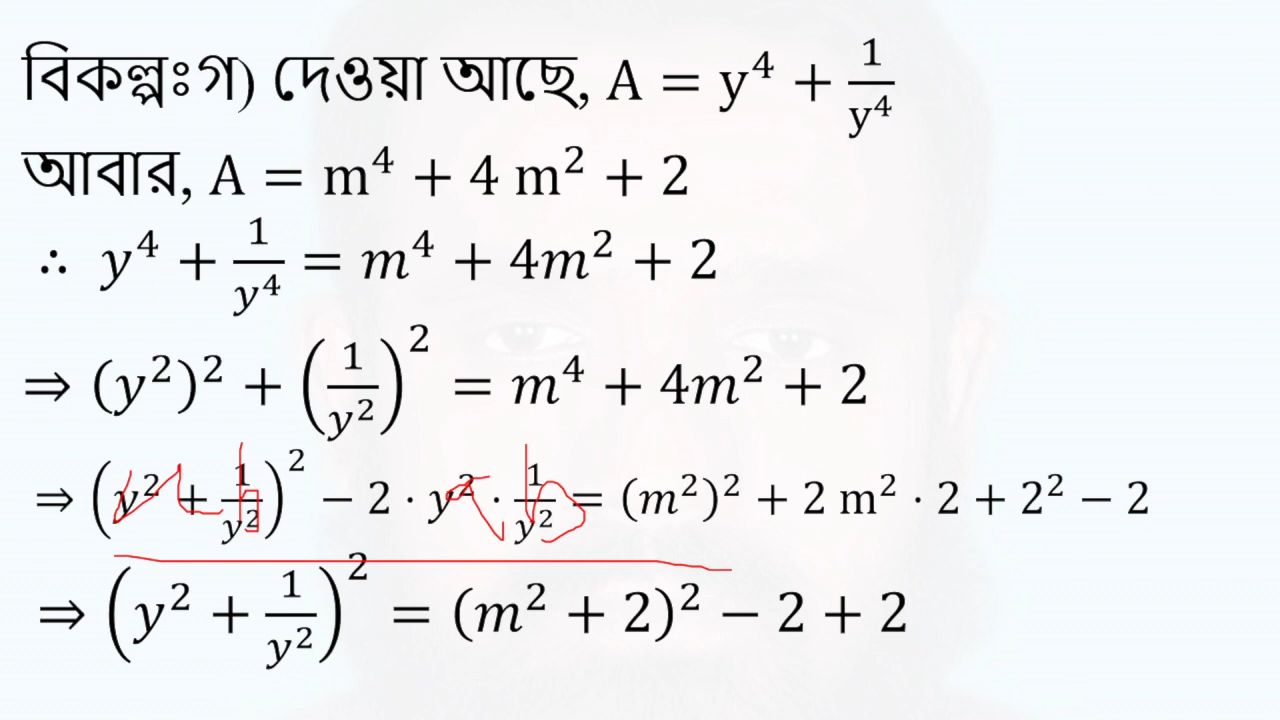 বিকল্পঃগ) দেওয়া আছে, A = y⁴ + 1/y⁴
আবার, A = m⁴ + 4 m² + 2
∴ y⁴ + 1/y⁴ = m⁴ + 4m² + 2
⇒ (y²)² + (1/y²)² = m⁴ + 4m² + 2
⇒ (y² + 1/y²)² − 2 · y² · 1/y² = (m²)² + 2 m² · 2 + 2² − 2
⇒ (y² + 1/y²)² = (m² + 2)² − 2 + 2